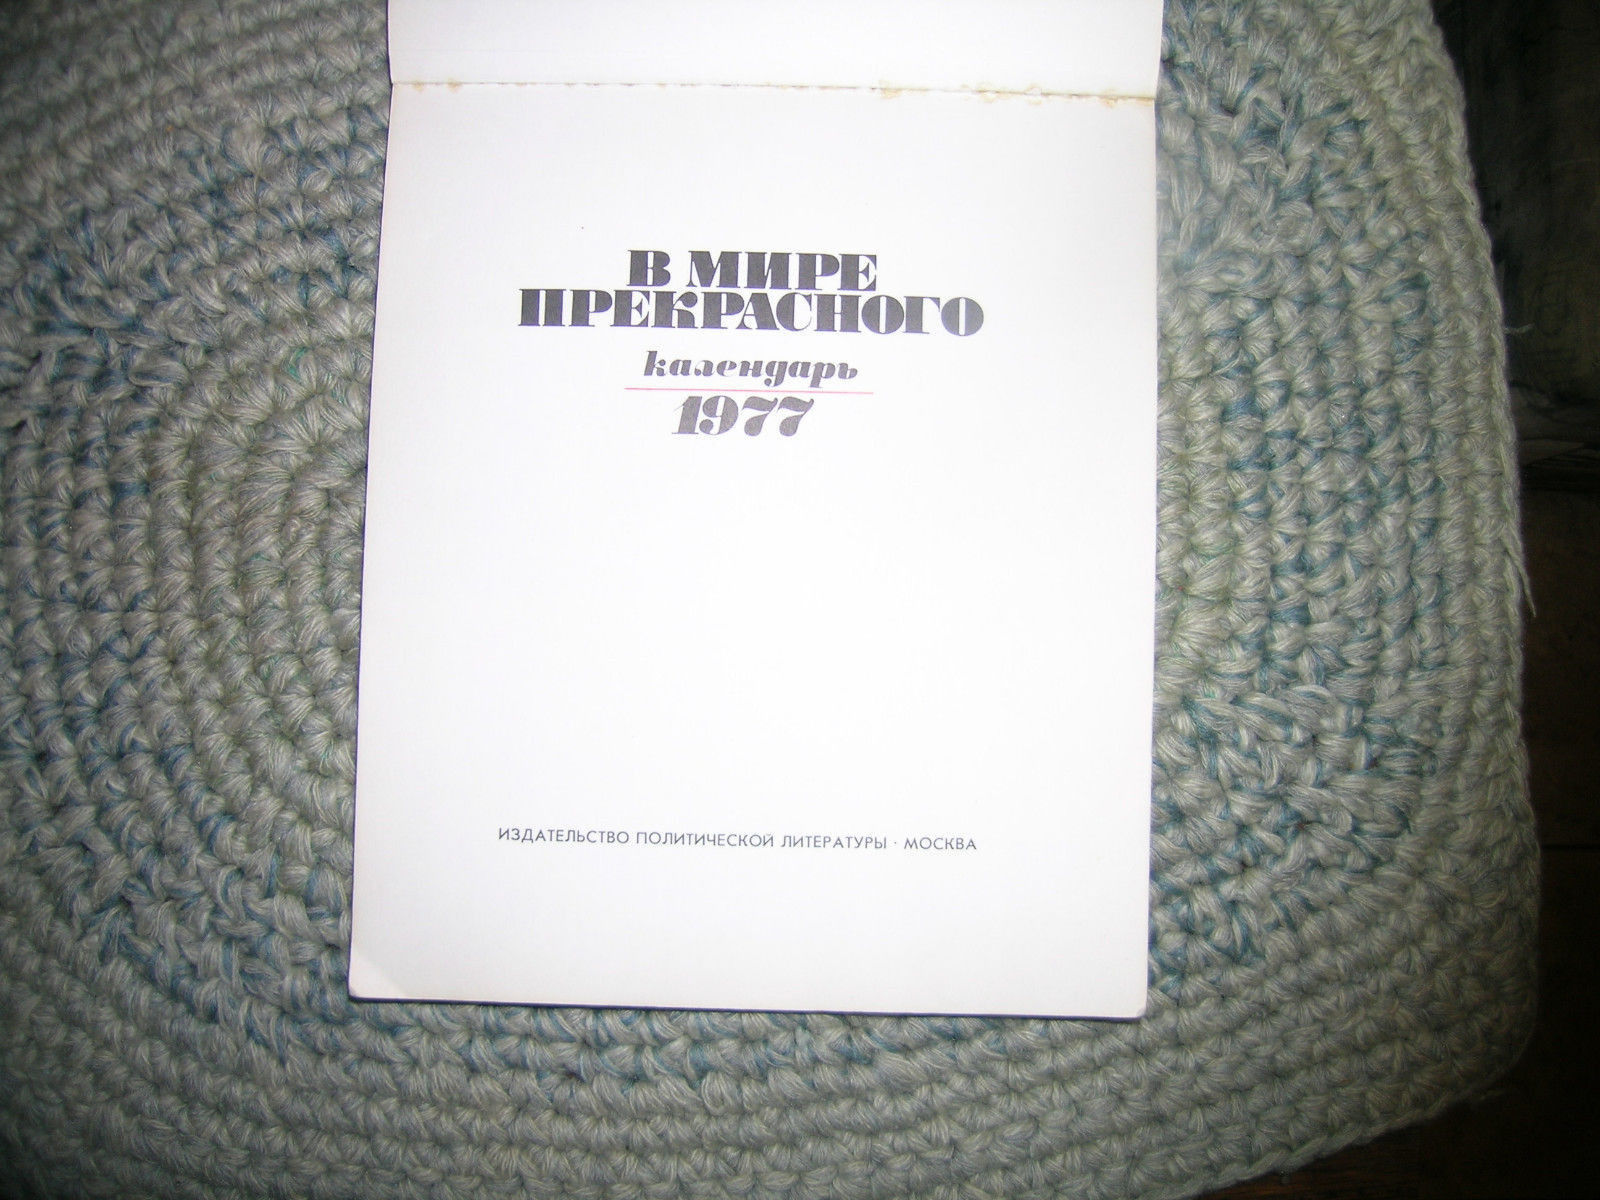 В МИРЕ
ПРЕКРАСНОГО
календарь
1977
ИЗДАТЕЛЬСТВО ПОЛИТИЧЕСКОЙ ЛИТЕРАТУРЫ · МОСКВА